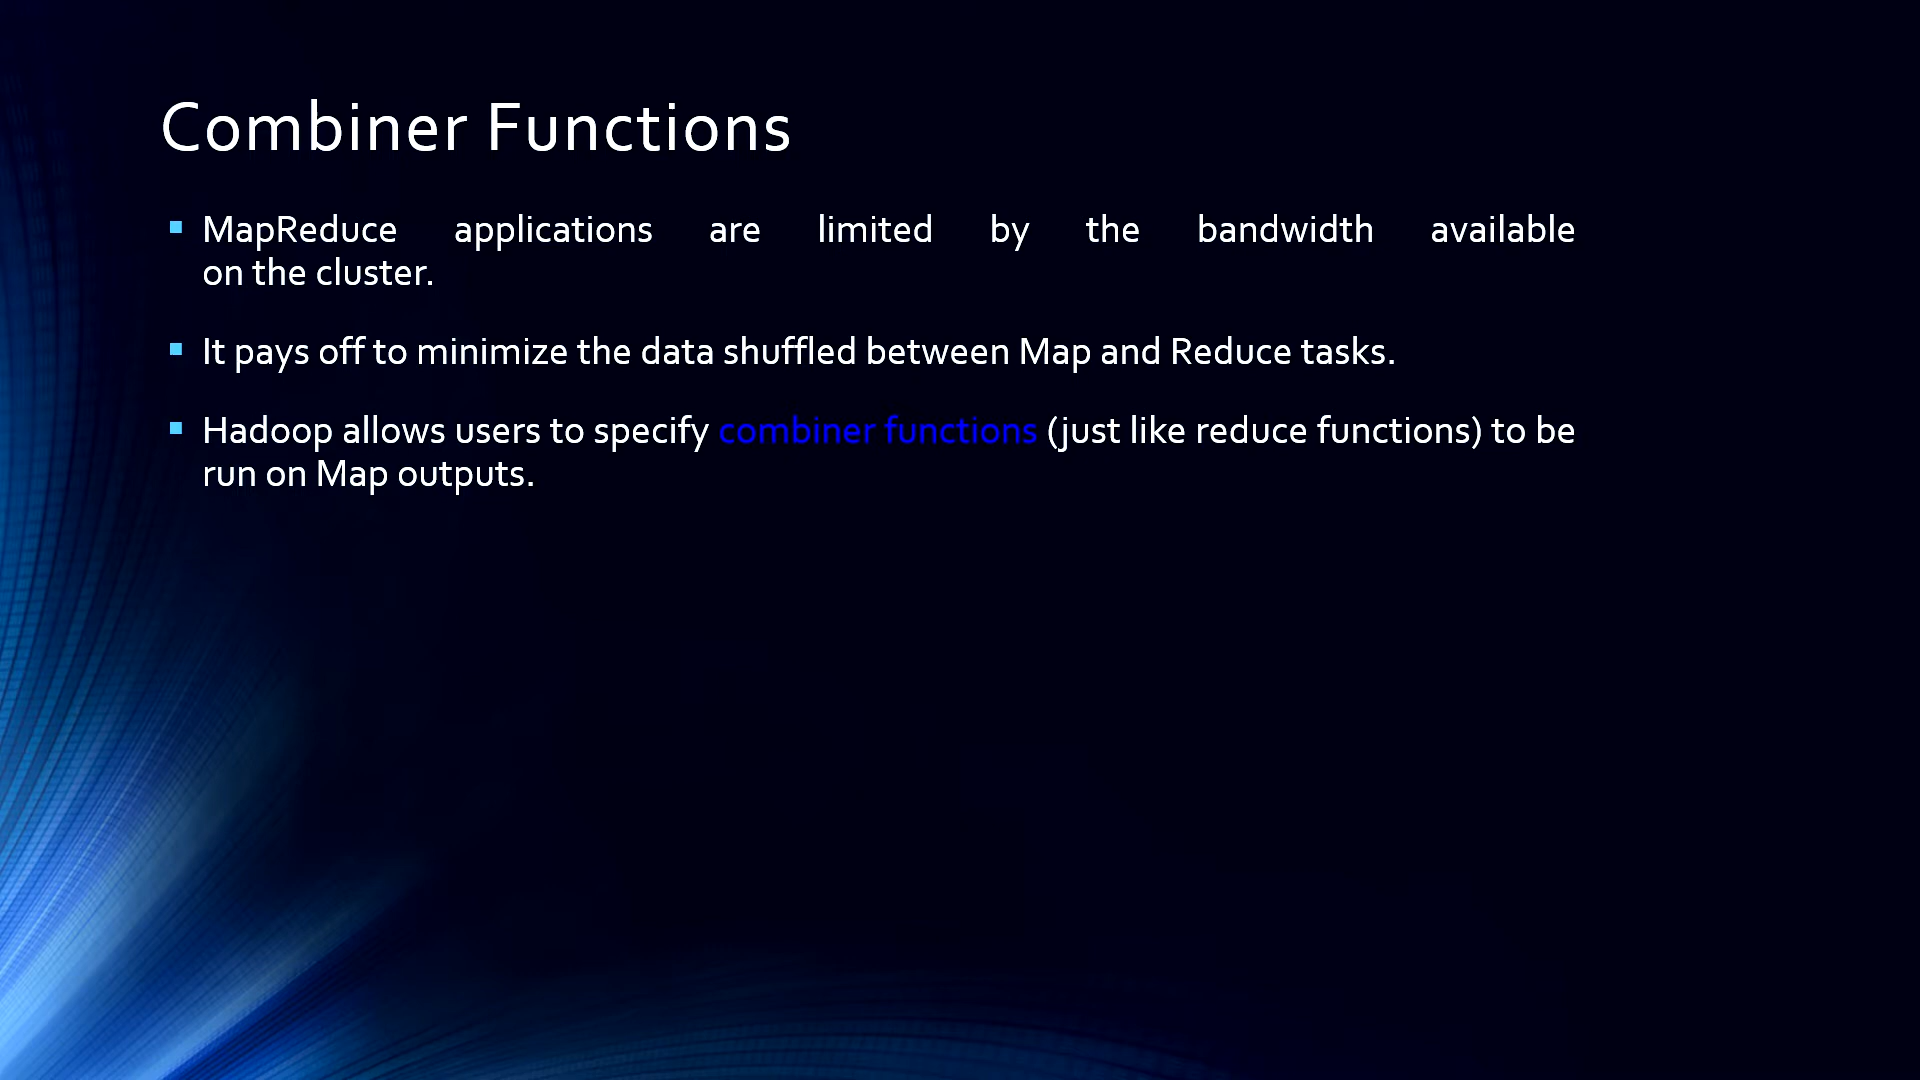 Combiner Functions
MapReduce applications are limited by the bandwidth available
on the cluster.
It pays off to minimize the data shuffled between Map and Reduce tasks.
Hadoop allows users to specify combiner functions (just like reduce functions) to be
run on Map outputs.